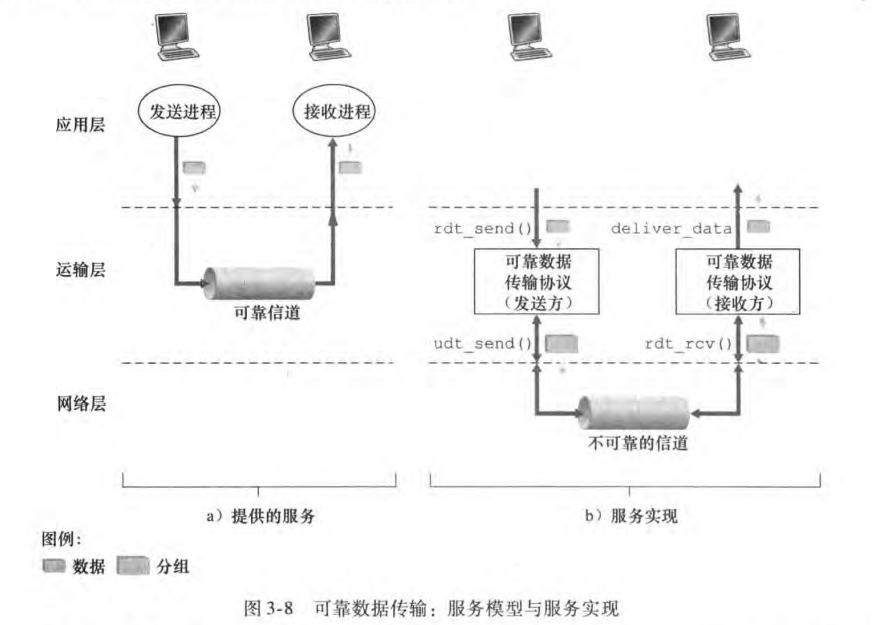 应用层
发送进程
接收进程
rdt_send()
deliver_data
运输层
可靠信道
可靠数据
传输协议
(发送方)
可靠数据
传输协议
(接收方)
udt_send()
rdt_rcv()
网络层
不可靠的信道
a) 提供的服务
b) 服务实现
图例:
数据
分组
图 3-8 可靠数据传输: 服务模型与服务实现